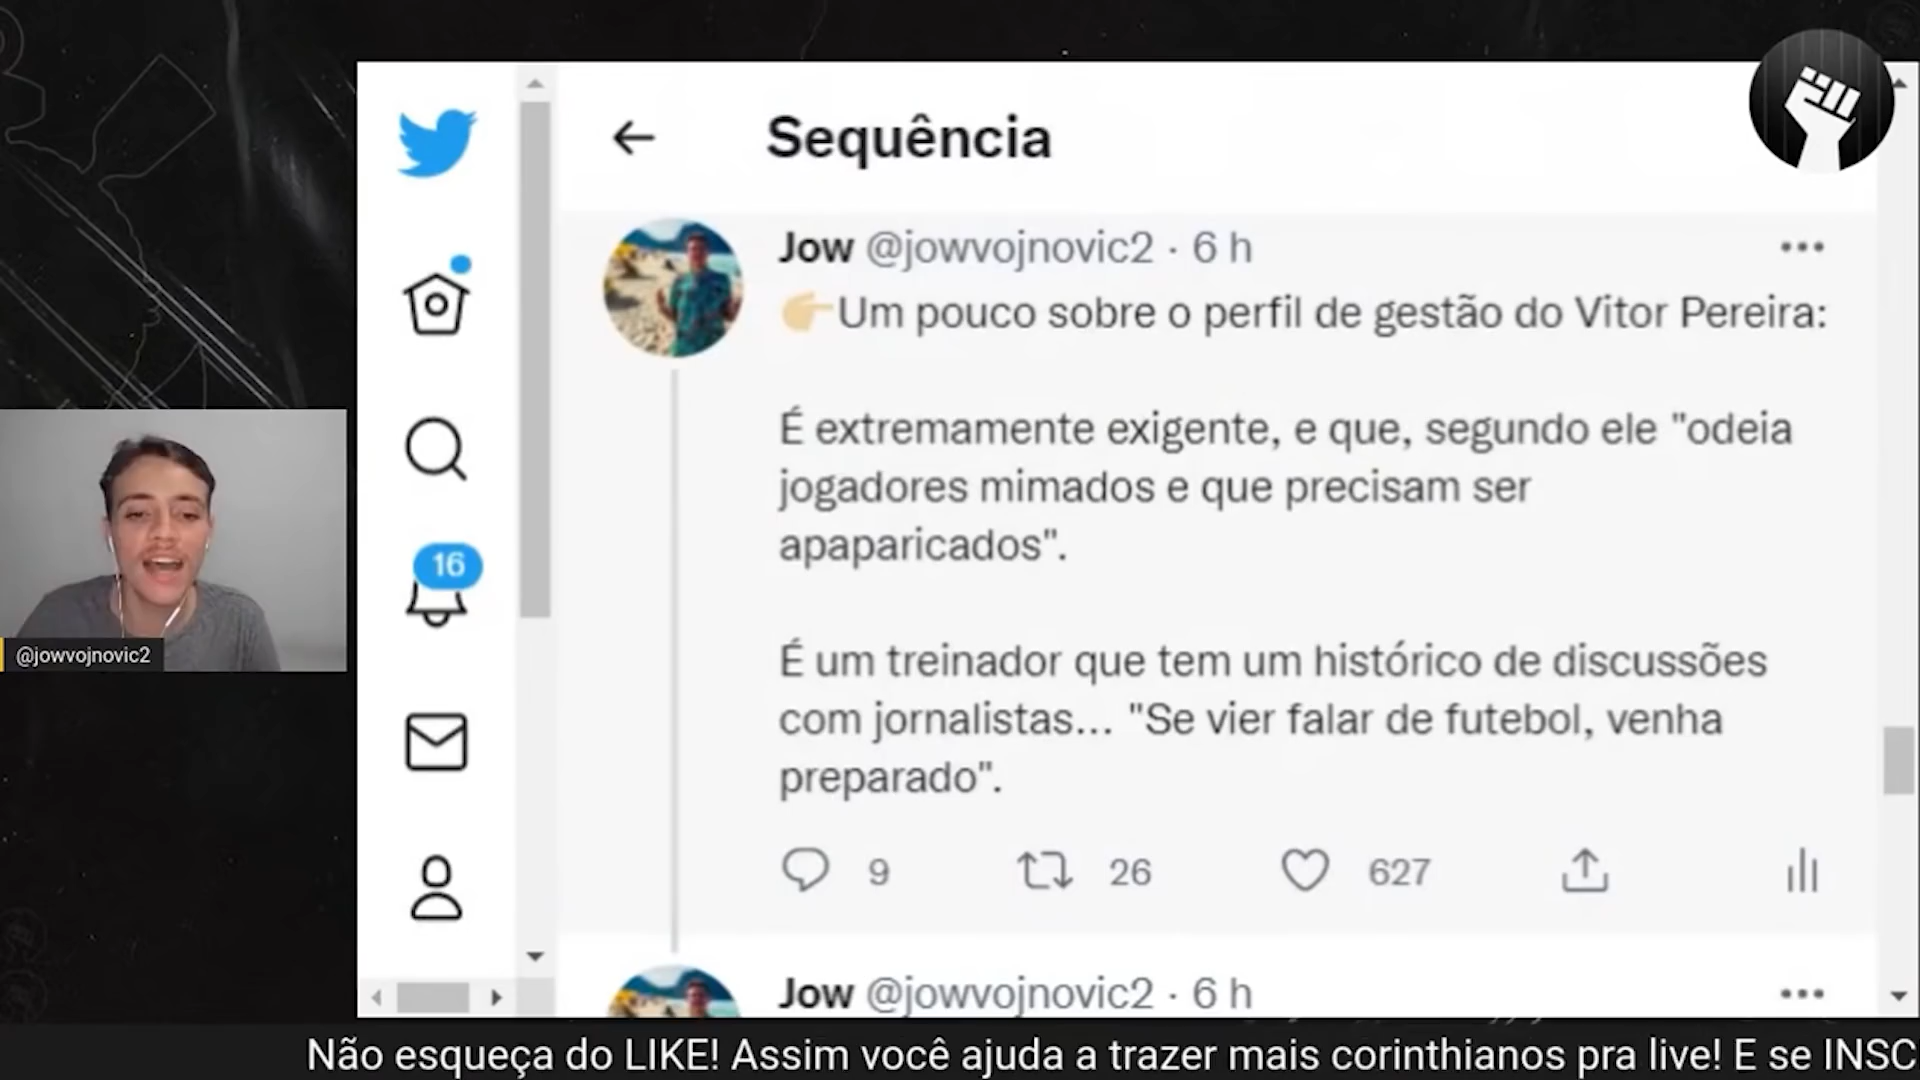 Sequência
Jow @jowvojnovic2 · 6 h
👉Um pouco sobre o perfil de gestão do Vitor Pereira:
É extremamente exigente, e que, segundo ele "odeia
jogadores mimados e que precisam ser
apaparicados".
É um treinador que tem um histórico de discussões
com jornalistas... "Se vier falar de futebol, venha
preparado".
9 26 627
Jow @jowvojnovic2 · 6 h
16
@jowvojnovic2
Não esqueça do LIKE! Assim você ajuda a trazer mais corinthianos pra live! E se INSC